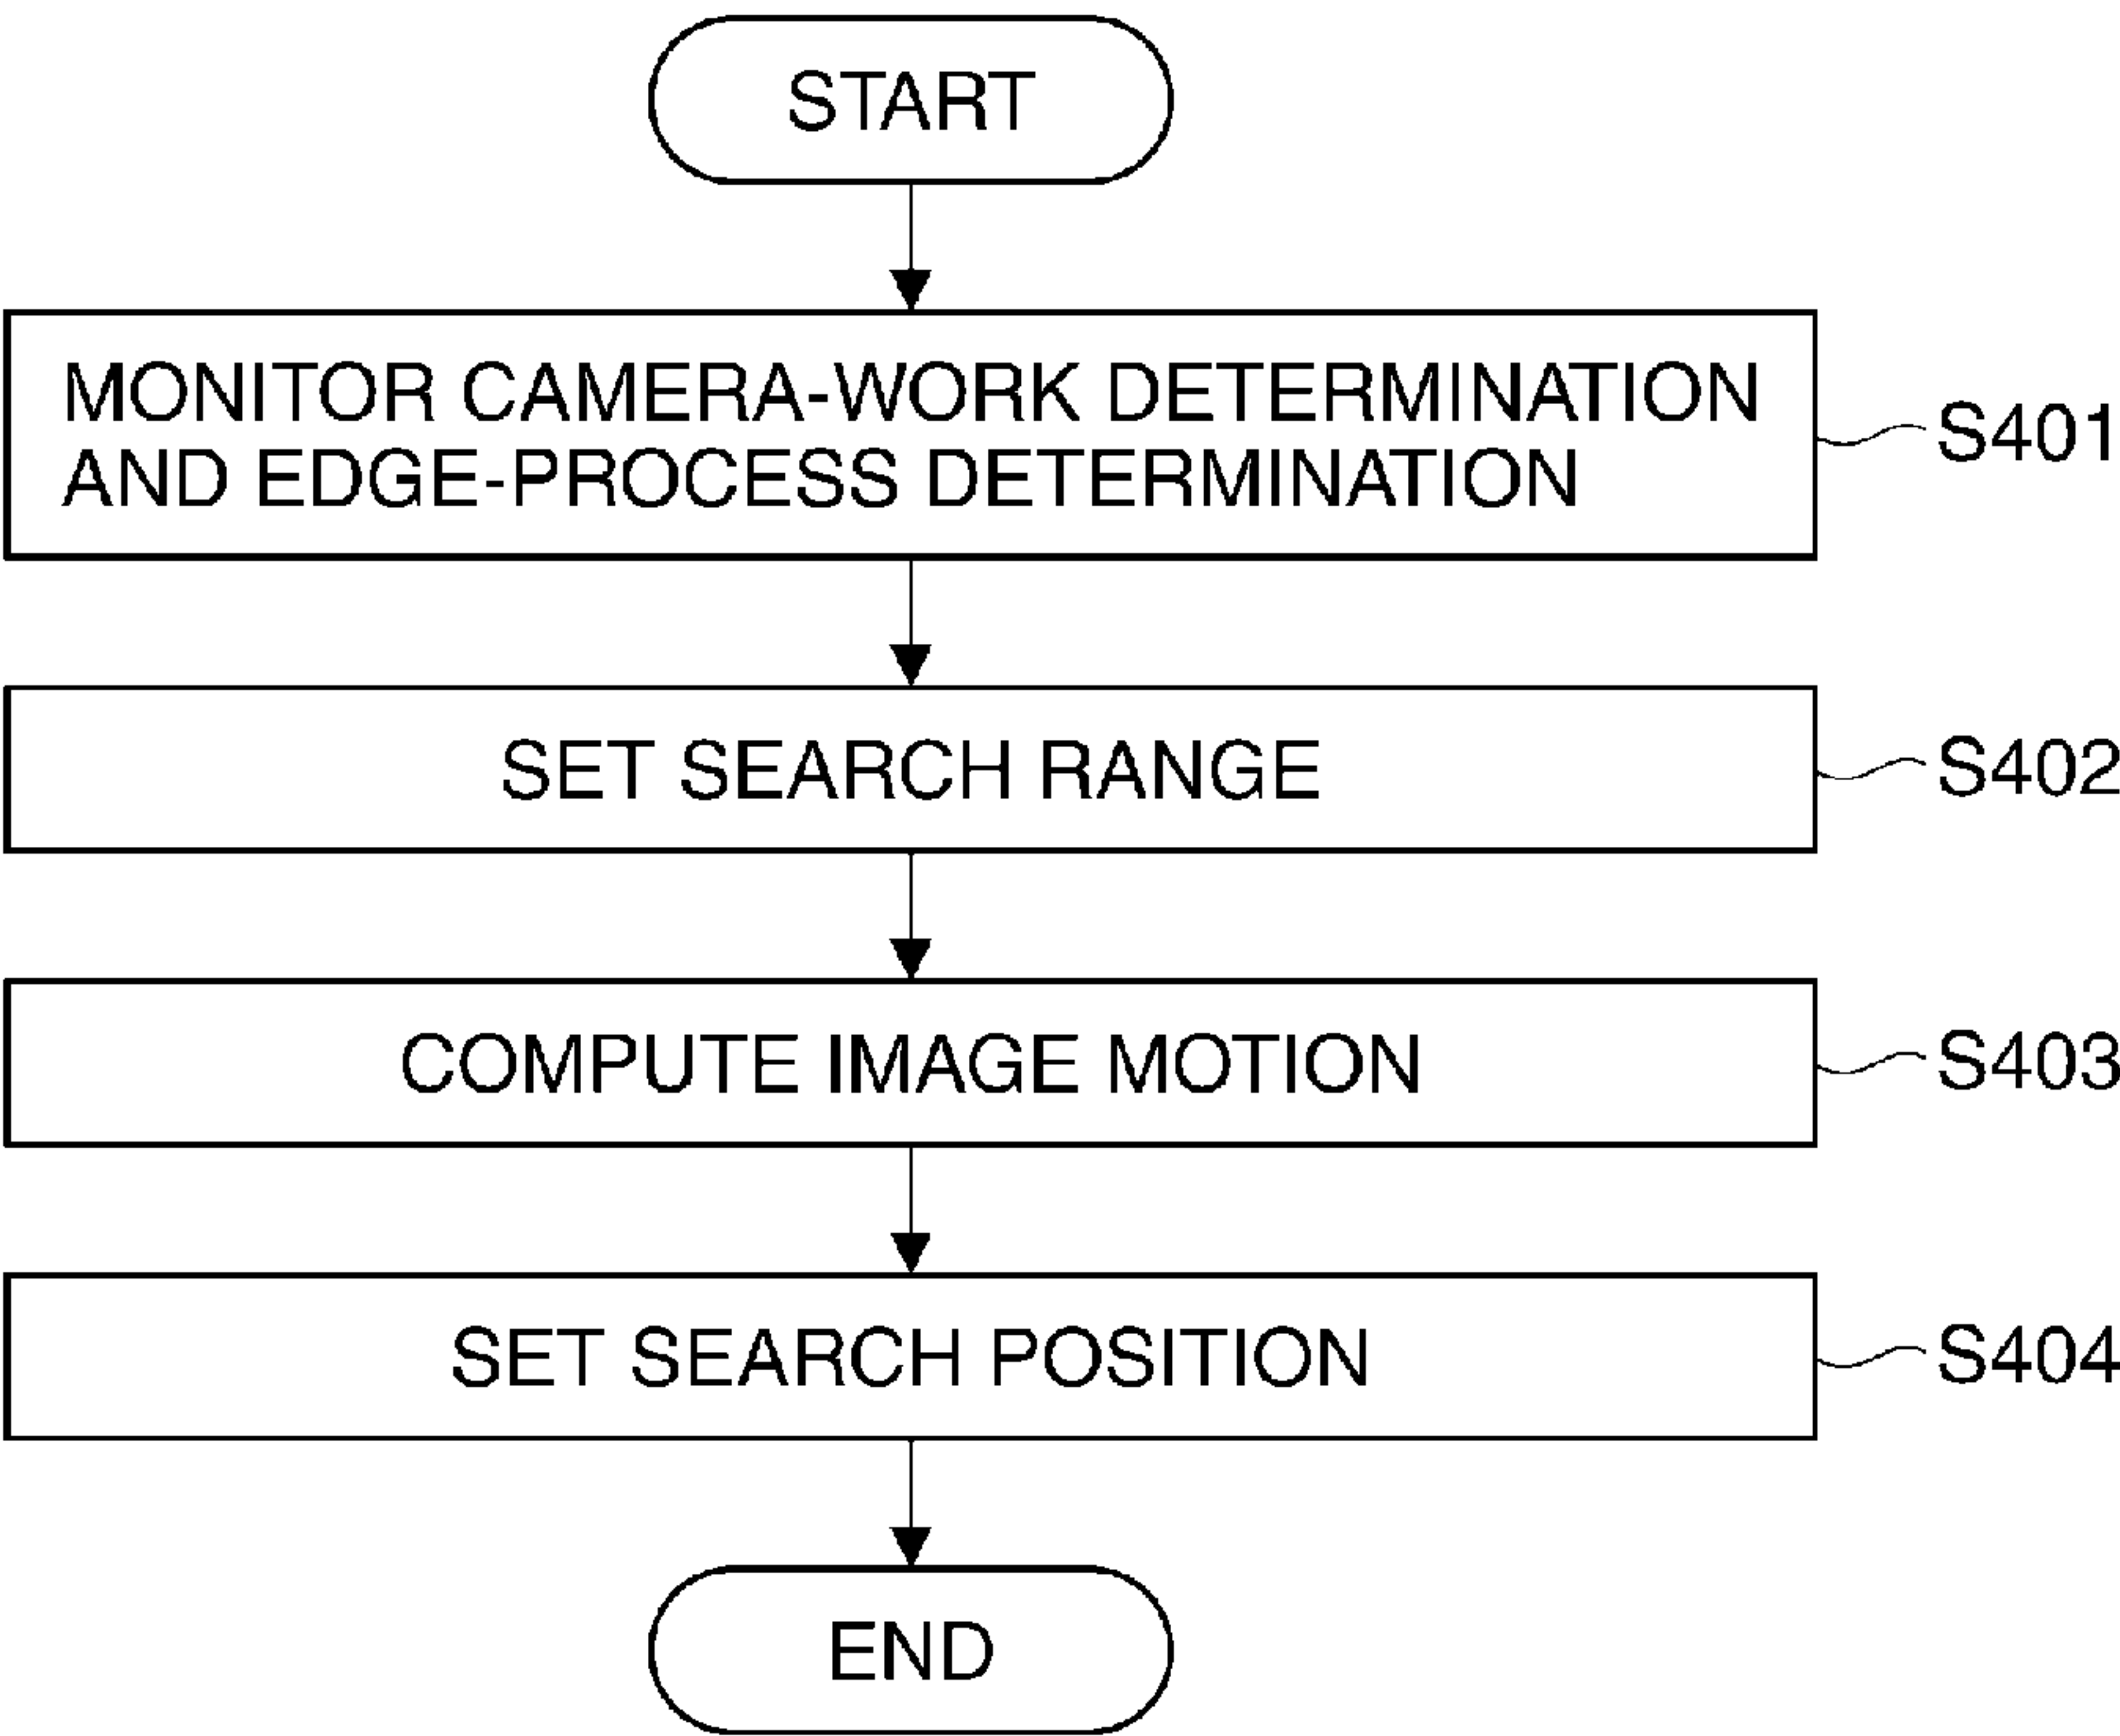 START
MONITOR CAMERA-WORK DETERMINATION
AND EDGE-PROCESS DETERMINATION
S401
SET SEARCH RANGE
S402
COMPUTE IMAGE MOTION
S403
SET SEARCH POSITION
S404
END